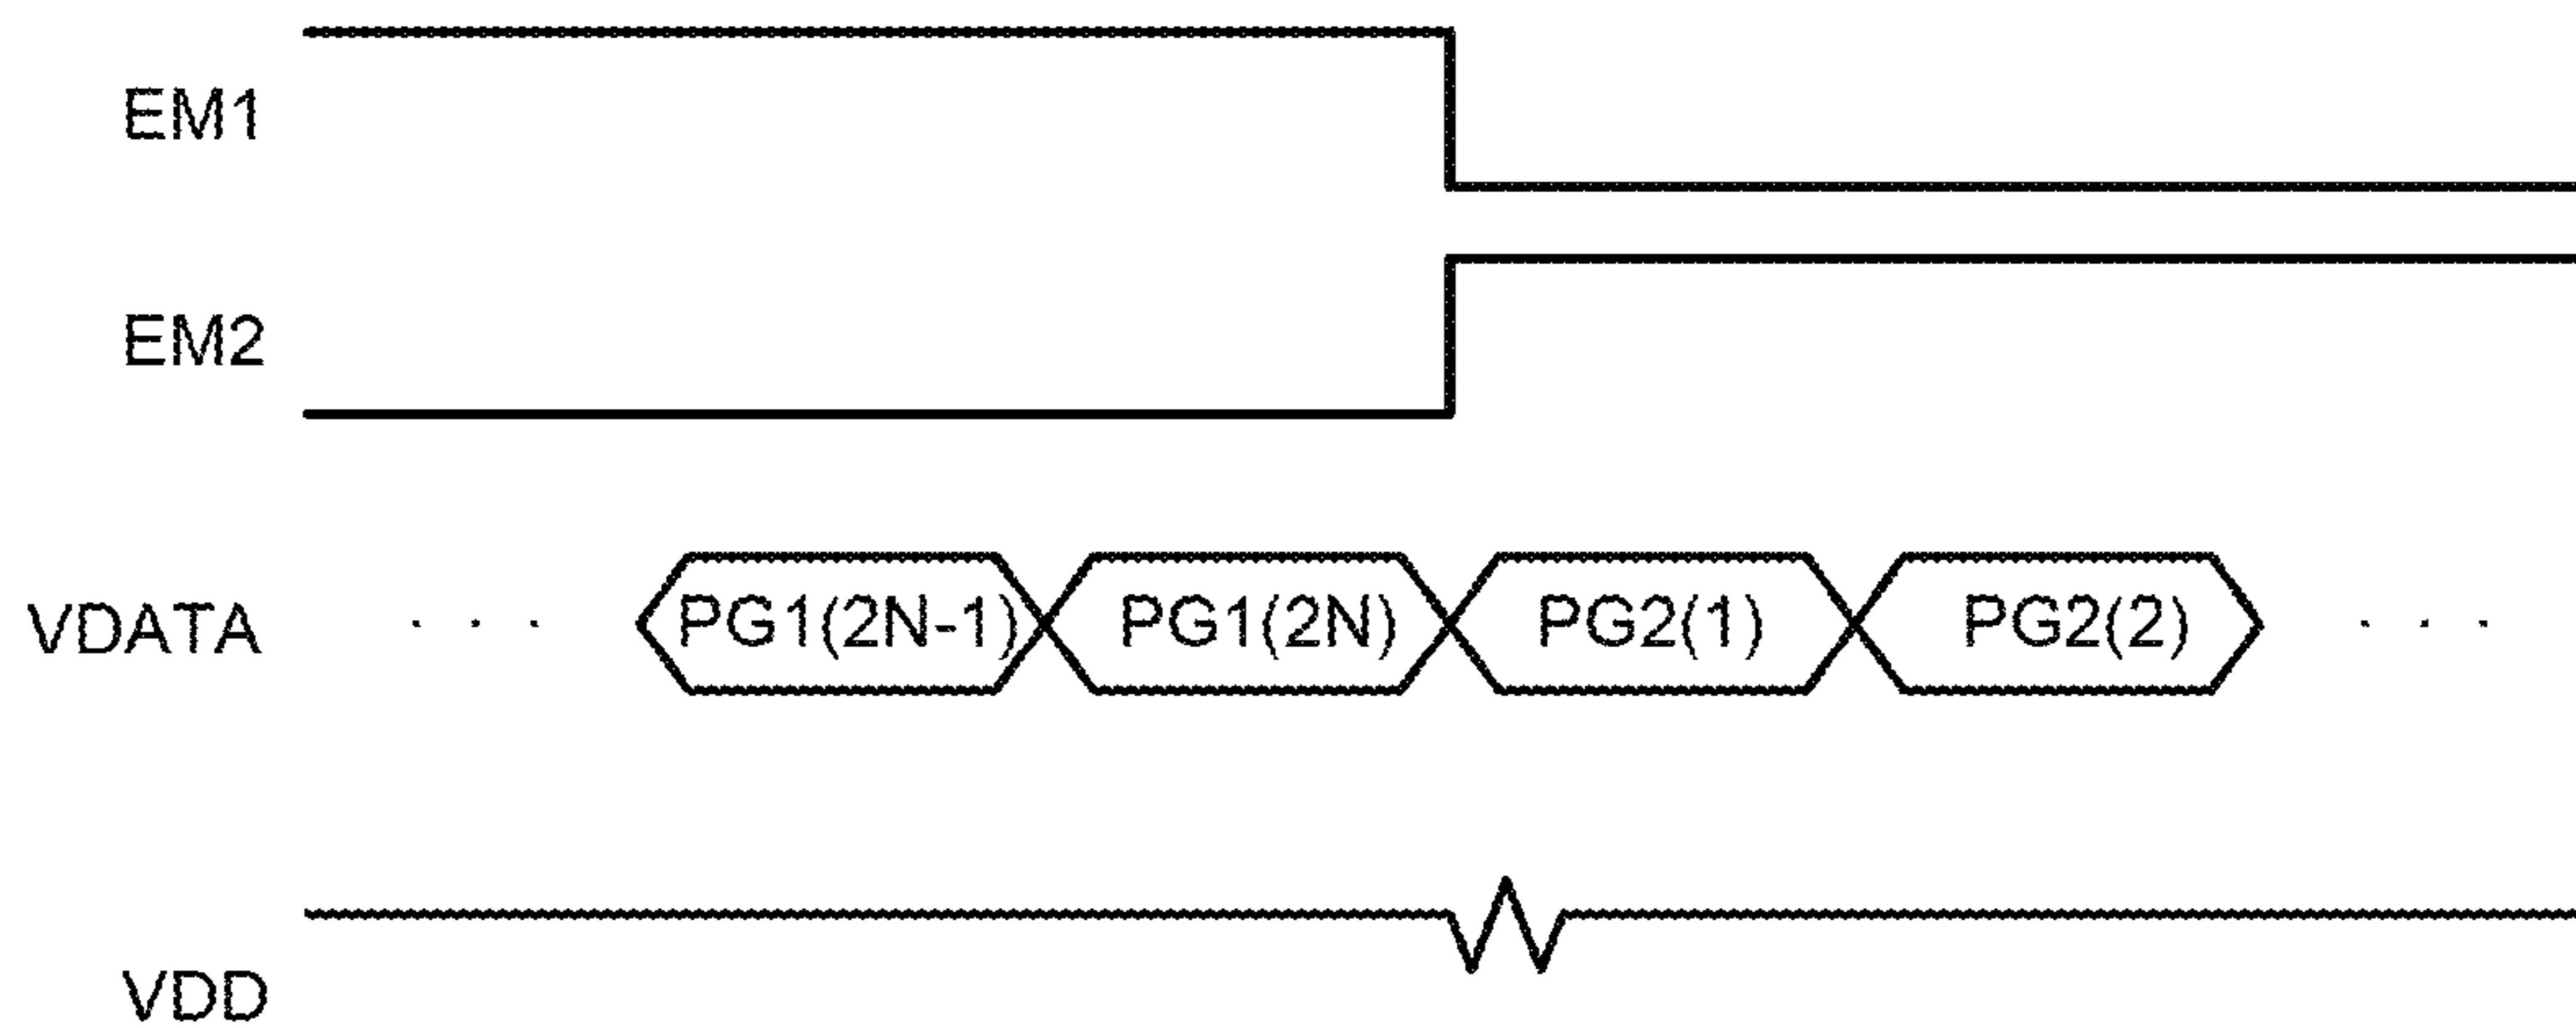 EM1
EM2
VDATA . . . PG1(2N-1) PG1(2N) PG2(1) PG2(2) . . .
VDD